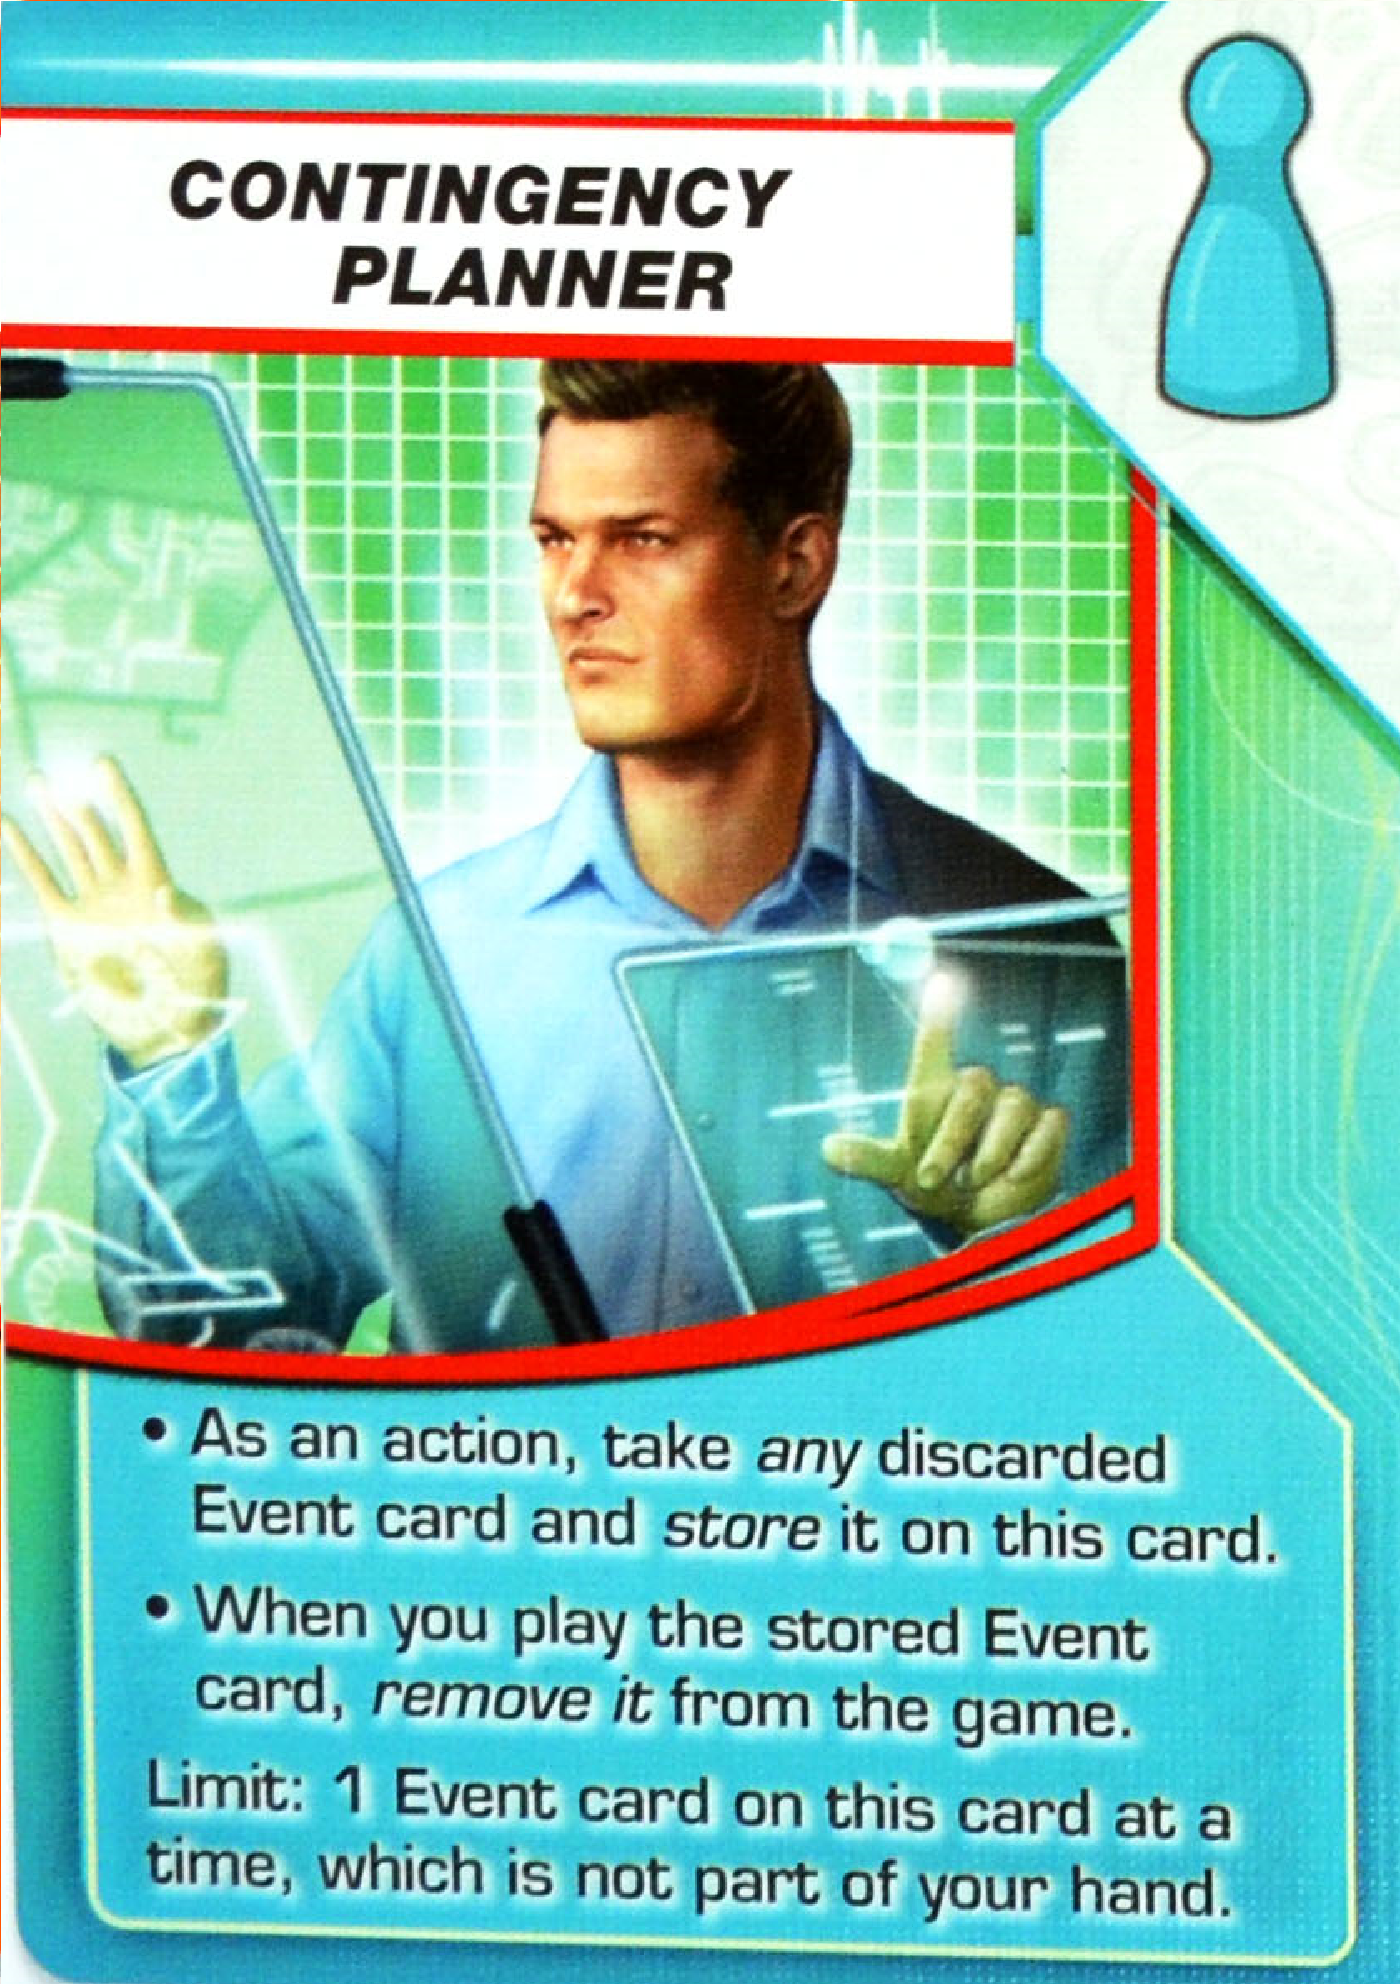 CONTINGENCY
PLANNER
• As an action, take any discarded
Event card and store it on this card.
• When you play the stored Event
card, remove it from the game.
Limit: 1 Event card on this card at a
time, which is not part of your hand.